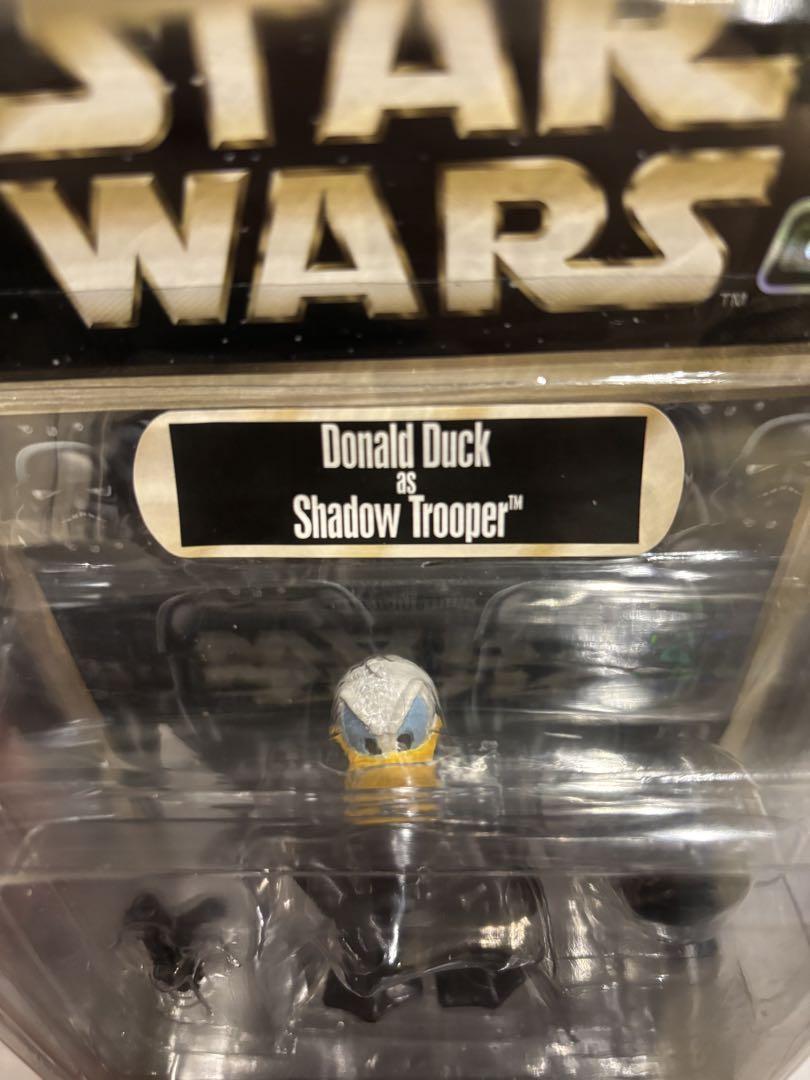 STAR
WARS
TM
Donald Duck
as
Shadow Trooper™